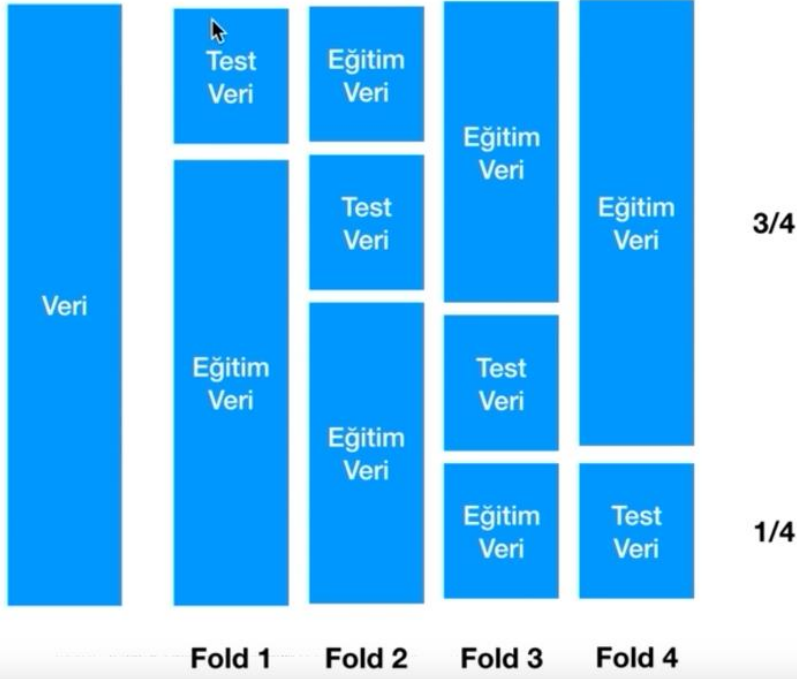 Veri
Test
Veri
Eğitim
Veri
Eğitim
Veri
Test
Veri
Eğitim
Veri
Eğitim
Veri
Test
Veri
Eğitim
Veri
Eğitim
Veri
Test
Veri
3/4
1/4
Fold 1
Fold 2
Fold 3
Fold 4